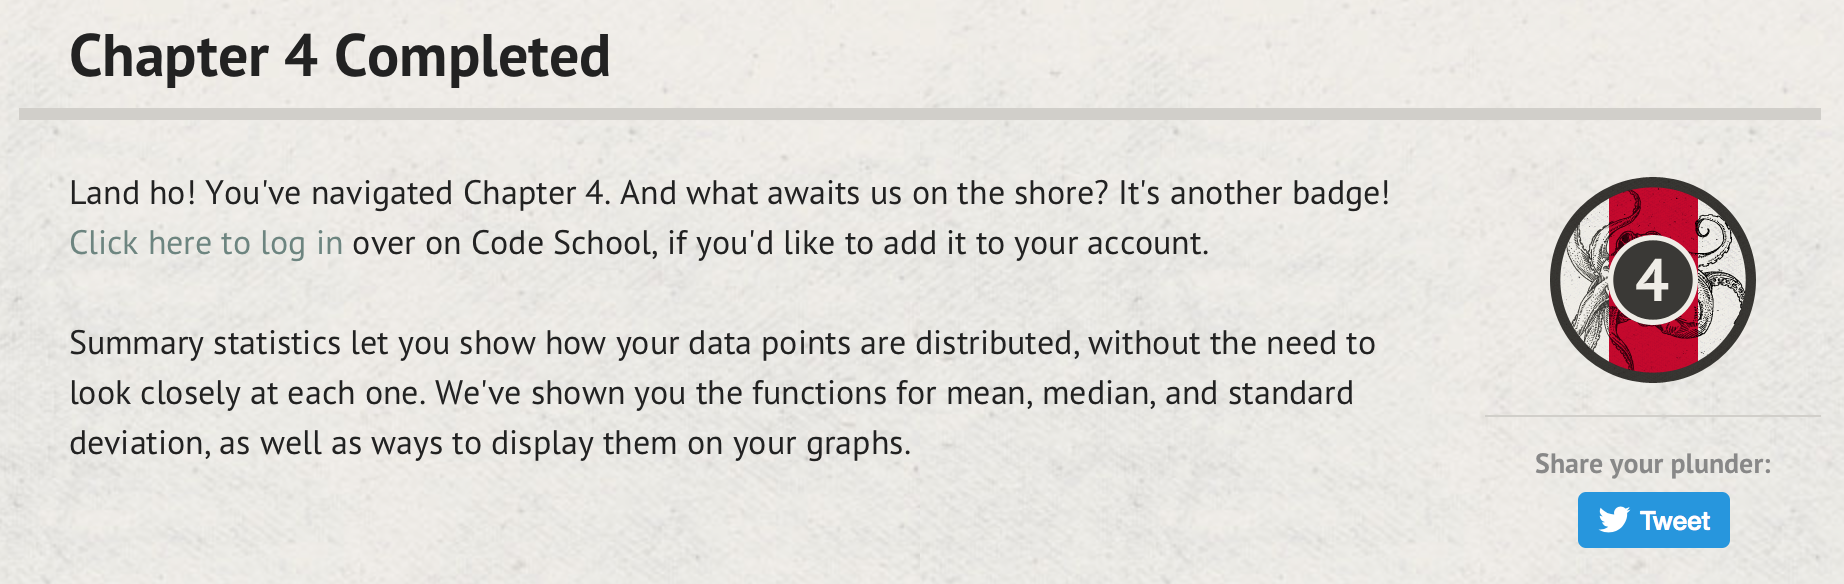 Chapter 4 Completed
Land ho! You've navigated Chapter 4. And what awaits us on the shore? It's another badge!
Click here to log in over on Code School, if you'd like to add it to your account.
Summary statistics let you show how your data points are distributed, without the need to
look closely at each one. We've shown you the functions for mean, median, and standard
deviation, as well as ways to display them on your graphs.
4
Share your plunder:
Tweet